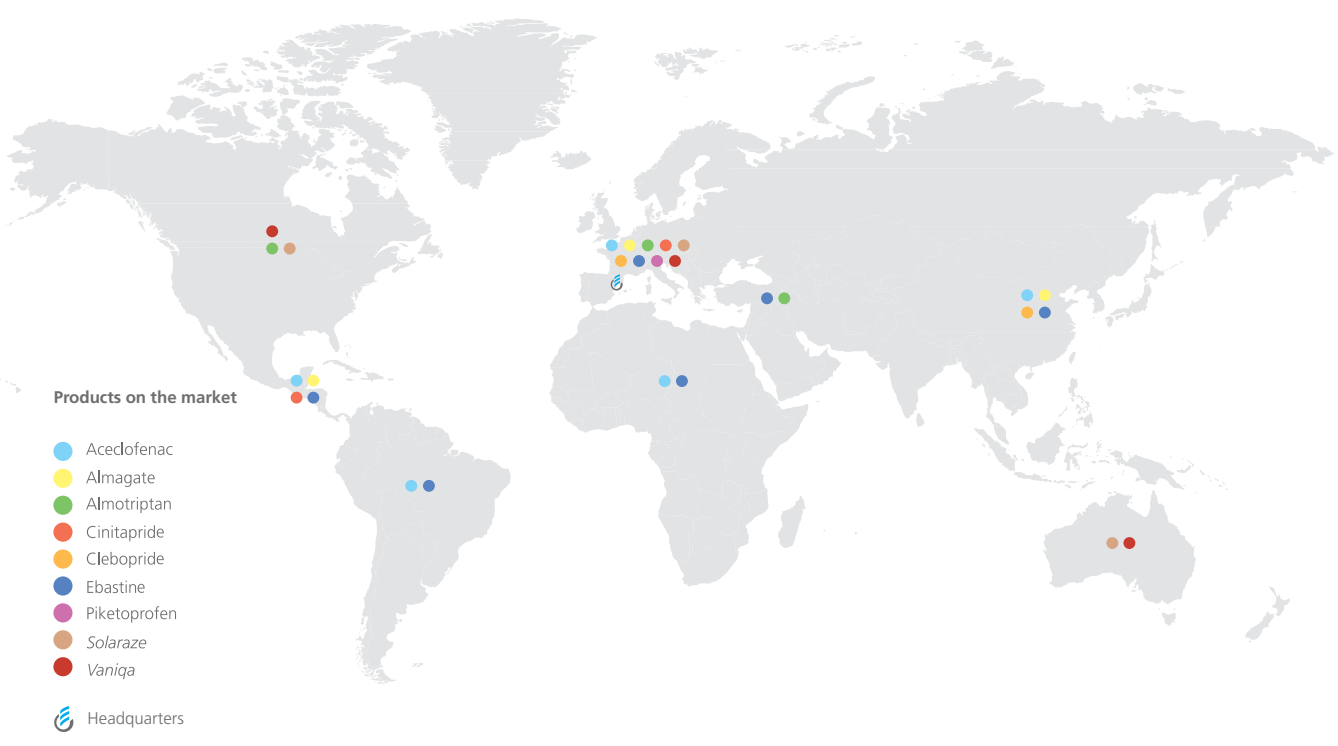 Products on the market
Aceclofenac
Almagate
Almotriptan
Cinitapride
Clebopride
Ebastine
Piketoprofen
Solaraze
Vaniqa
Headquarters